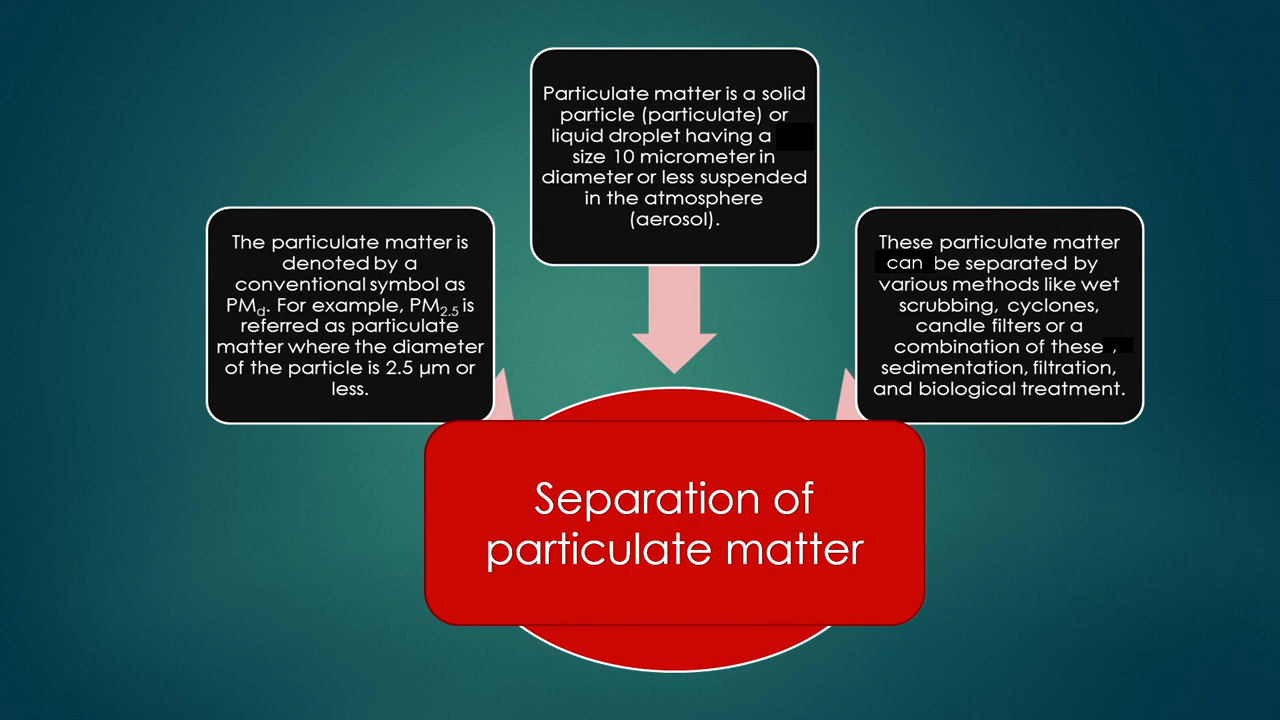 Particulate matter is a solid
particle (particulate) or
liquid droplet having a
size 10 micrometer in
diameter or less suspended
in the atmosphere
(aerosol).
The particulate matter is
denoted by a
conventional symbol as
PMd. For example, PM2.5 is
referred as particulate
matter where the diameter
of the particle is 2.5 µm or
less.
These particulate matter
can be separated by
various methods like wet
scrubbing, cyclones,
candle filters or a
combination of these ,
sedimentation, filtration,
and biological treatment.
Separation of
particulate matter